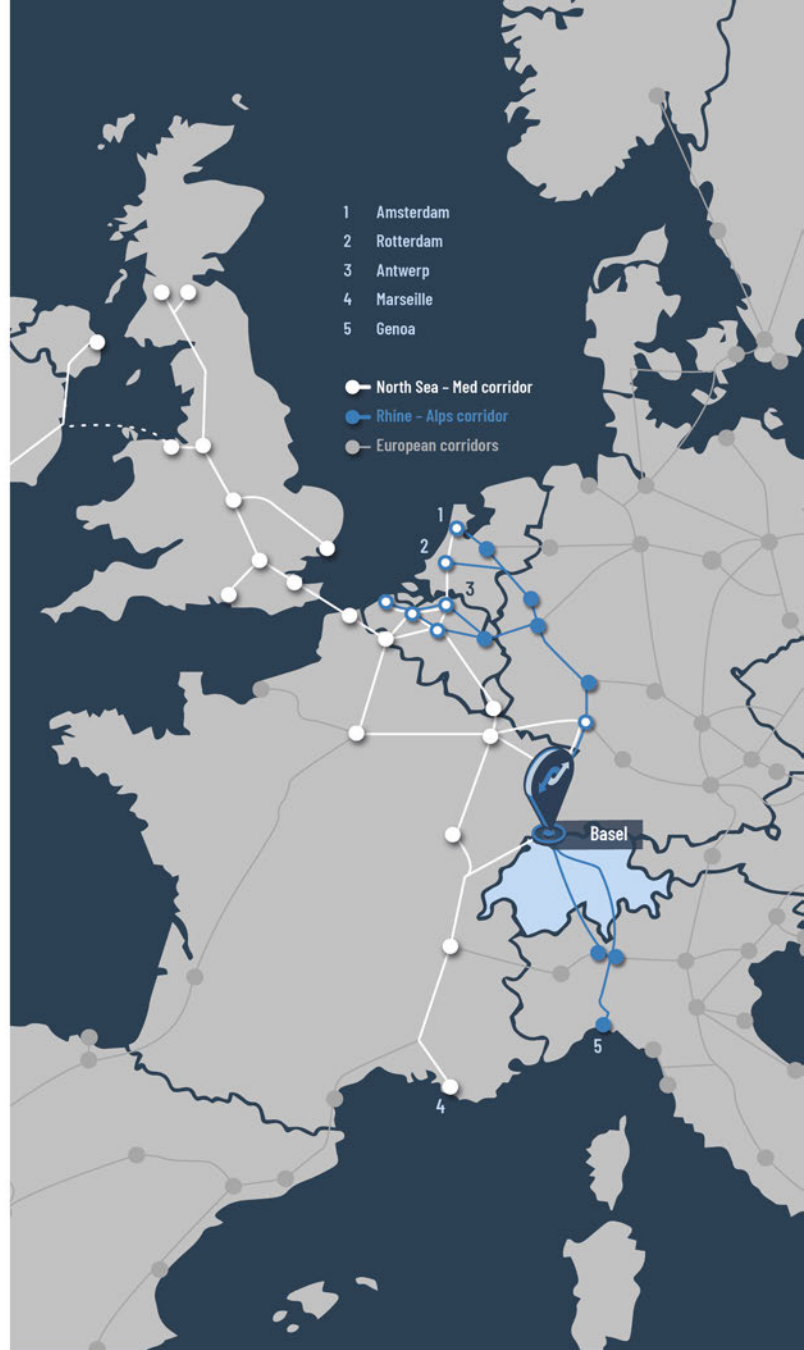 1 Amsterdam
2 Rotterdam
3 Antwerp
4 Marseille
5 Genoa
North Sea – Med corridor
Rhine – Alps corridor
European corridors
1
2
3
Basel
5
4